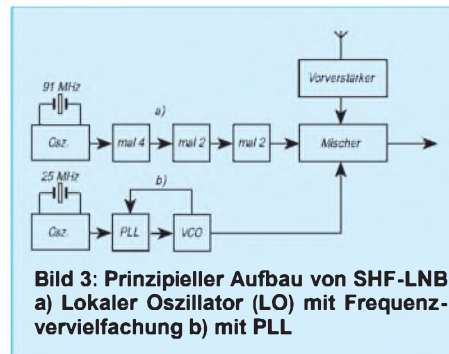 91 MHz
a)
Vorverstärker
Osz.
mal 4
mal 2
mal 2
Mischer
25 MHz
b)
Osz.
PLL
VCO
Bild 3: Prinzipieller Aufbau von SHF-LNB
a) Lokaler Oszillator (LO) mit Frequenz-
vervielfachung b) mit PLL